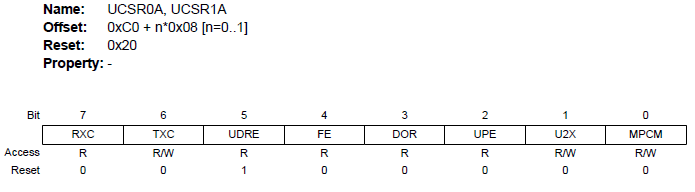 Name: UCSR0A, UCSR1A
Offset: 0xC0 + n*0x08 [n=0..1]
Reset: 0x20
Property: -
Bit 7 6 5 4 3 2 1 0
RXC TXC UDRE FE DOR UPE U2X MPCM
Access R R/W R R R R R/W R/W
Reset 0 0 1 0 0 0 0 0